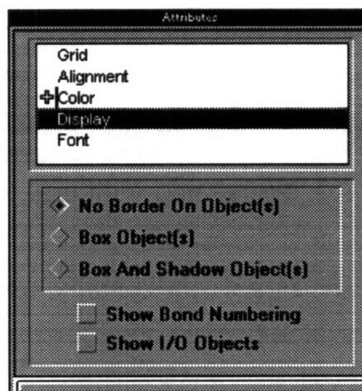 Attributes
Grid
Alignment
Color
Display
Font
No Border On Object(s)
Box Object(s)
Box And Shadow Object(s)
Show Bond Numbering
Show I/O Objects